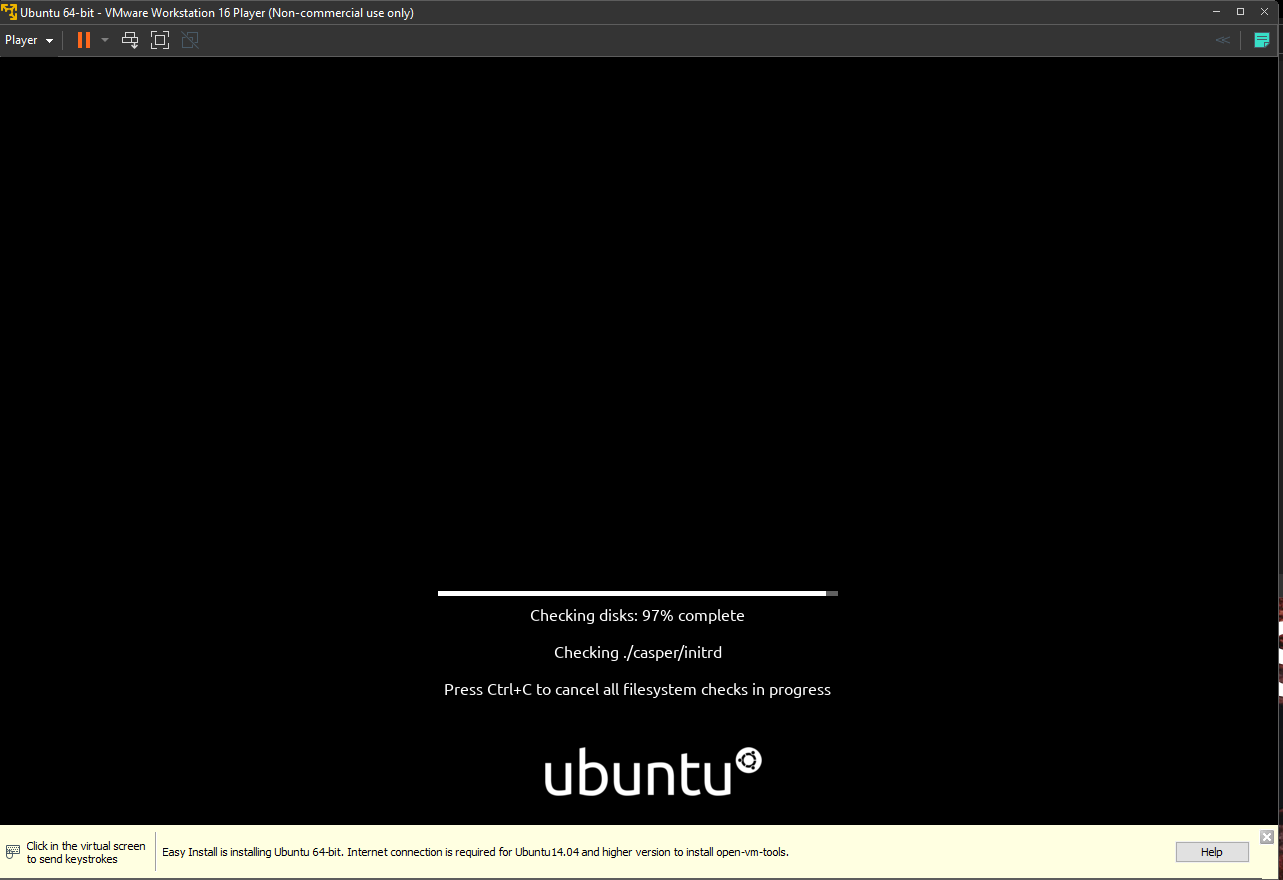 Ubuntu 64-bit - VMware Workstation 16 Player (Non-commercial use only)
Player
Checking disks: 97% complete
Checking ./casper/initrd
Press Ctrl+C to cancel all filesystem checks in progress
ubuntu
Click in the virtual screen
to send keystrokes
Easy Install is installing Ubuntu 64-bit. Internet connection is required for Ubuntu14.04 and higher version to install open-vm-tools.
Help